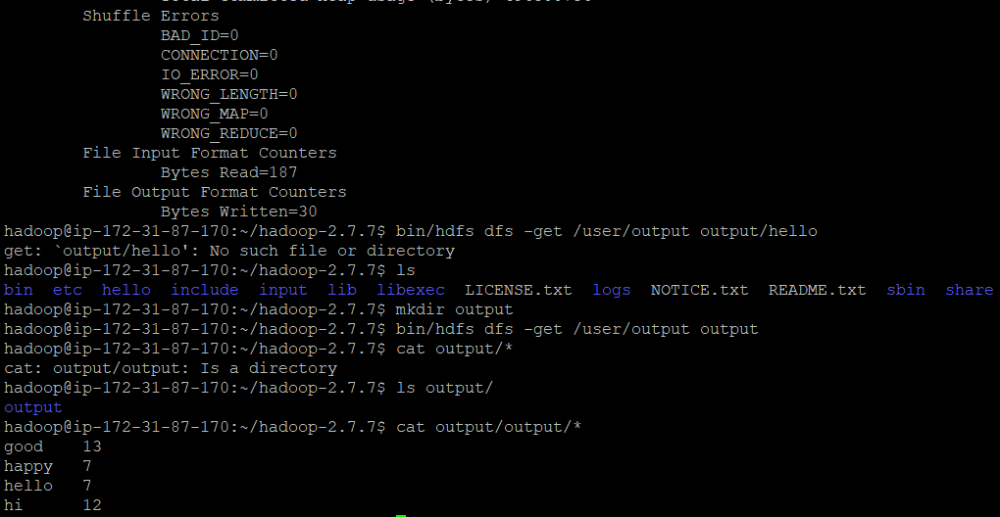 Shuffle Errors
BAD_ID=0
CONNECTION=0
IO_ERROR=0
WRONG_LENGTH=0
WRONG_MAP=0
WRONG_REDUCE=0
File Input Format Counters
Bytes Read=187
File Output Format Counters
Bytes Written=30
hadoop@ip-172-31-87-170:~/hadoop-2.7.7$ bin/hdfs dfs -get /user/output output/hello
get: `output/hello': No such file or directory
hadoop@ip-172-31-87-170:~/hadoop-2.7.7$ ls
bin  etc  hello  include  input  lib  libexec  LICENSE.txt  logs  NOTICE.txt  README.txt  sbin  share
hadoop@ip-172-31-87-170:~/hadoop-2.7.7$ mkdir output
hadoop@ip-172-31-87-170:~/hadoop-2.7.7$ bin/hdfs dfs -get /user/output output
hadoop@ip-172-31-87-170:~/hadoop-2.7.7$ cat output/*
cat: output/output: Is a directory
hadoop@ip-172-31-87-170:~/hadoop-2.7.7$ ls output/
output
hadoop@ip-172-31-87-170:~/hadoop-2.7.7$ cat output/output/*
good    13
happy   7
hello   7
hi      12